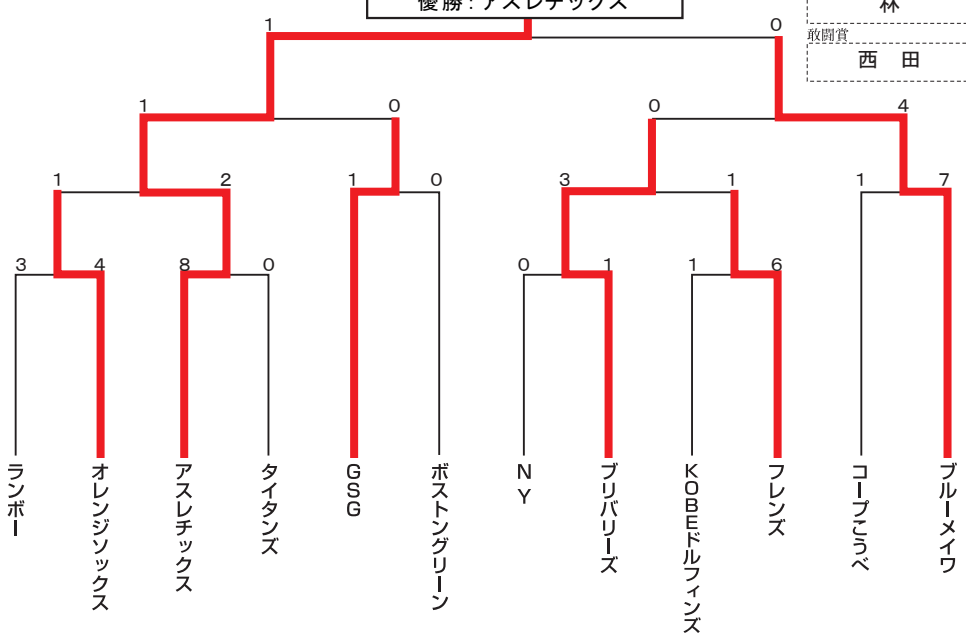 優勝：アスレチックス
林
敢闘賞
西 田
1 0
1 0 0 4
1 2 1 0 3 1 1 7
3 4 8 0 0 1 1 6
ランボー
オレンジソックス
アスレチックス
タイタンズ
GSG
ボストングリーン
NY
ブリバリーズ
KOBEドルフィンズ
フレンズ
コープこうべ
ブルーメイワ